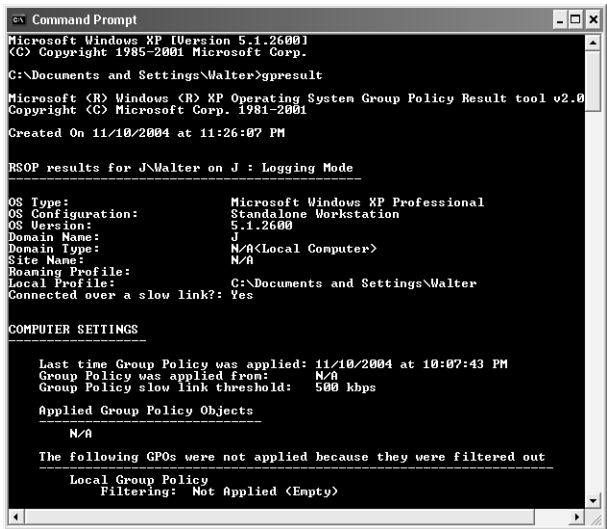 Command Prompt
Microsoft Windows XP [Version 5.1.2600]
(C) Copyright 1985-2001 Microsoft Corp.
C:\Documents and Settings\Walter>gpresult
Microsoft (R) Windows (R) XP Operating System Group Policy Result tool v2.0
Copyright (C) Microsoft Corp. 1981-2001
Created On 11/10/2004 at 11:26:07 PM
RSOP results for J\Walter on J : Logging Mode
OS Type: Microsoft Windows XP Professional
OS Configuration: Standalone Workstation
OS Version: 5.1.2600
Domain Name: J
Domain Type: N/A<Local Computer>
Site Name: N/A
Roaming Profile:
Local Profile: C:\Documents and Settings\Walter
Connected over a slow link?: Yes
COMPUTER SETTINGS
Last time Group Policy was applied: 11/10/2004 at 10:07:43 PM
Group Policy was applied from: N/A
Group Policy slow link threshold: 500 kbps
Applied Group Policy Objects
N/A
The following GPOs were not applied because they were filtered out
Local Group Policy
Filtering: Not Applied (Empty)